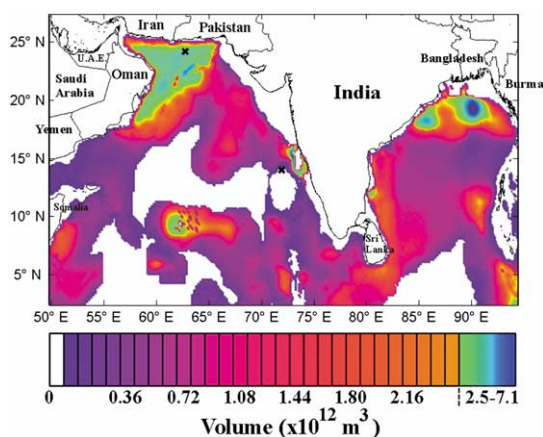 Iran
Pakistan
25° N
U.A.E.
Bangladesh
Oman
Saudi
Arabia
Burma
20° N
India
Yemen
15° N
10° N
Somalia
Sri
Lanka
5° N
50° E 55° E 60° E 65° E 70° E 75° E 80° E 85° E 90° E
0 0.36 0.72 1.08 1.44 1.80 2.16 2.5-7.1
Volume (x10¹² m³)